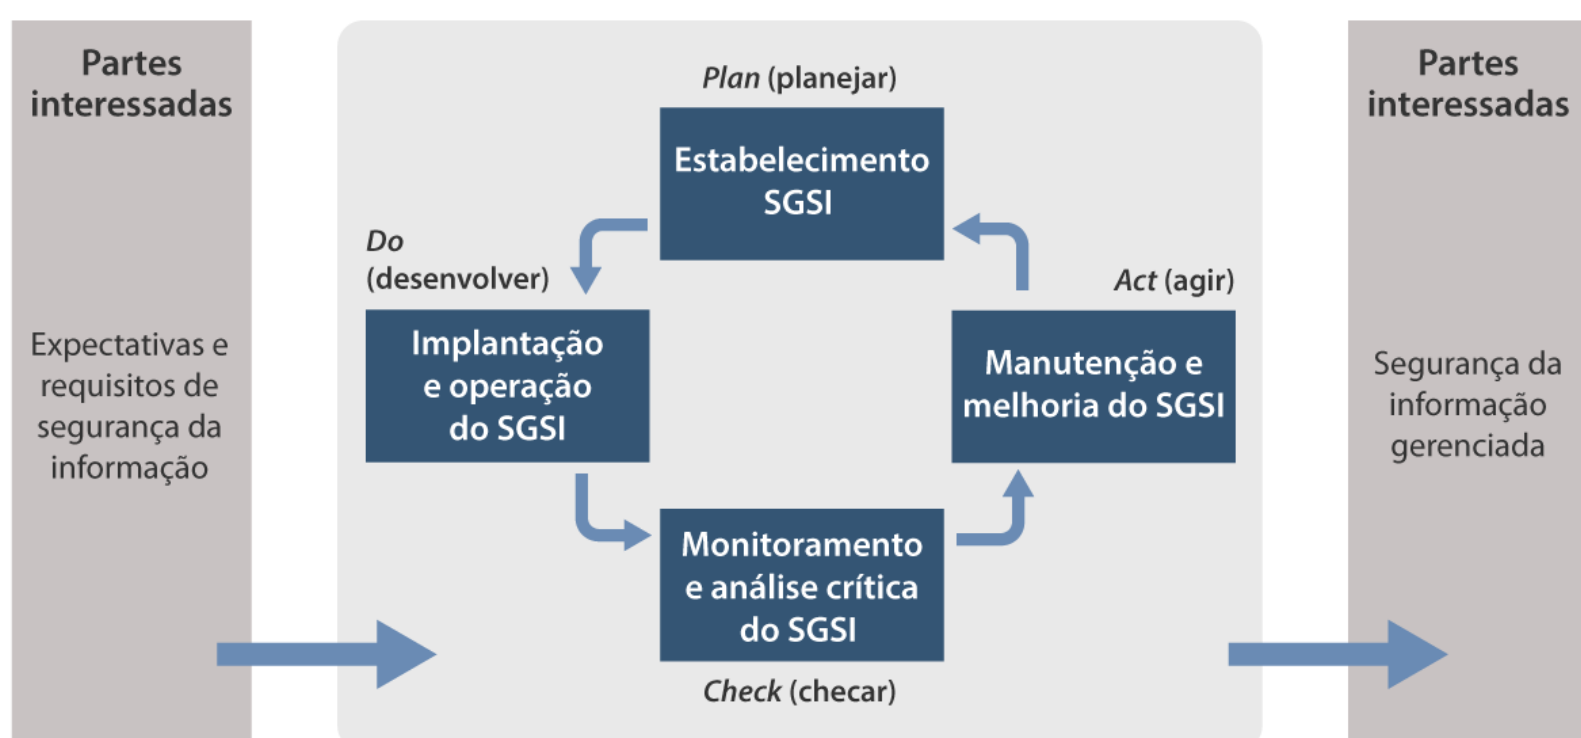 Partes
interessadas
Expectativas e
requisitos de
segurança da
informação
Plan (planejar)
Estabelecimento
SGSI
Do
(desenvolver)
Implantação
e operação
do SGSI
Act (agir)
Manutenção e
melhoria do SGSI
Monitoramento
e análise crítica
do SGSI
Check (checar)
Partes
interessadas
Segurança da
informação
gerenciada